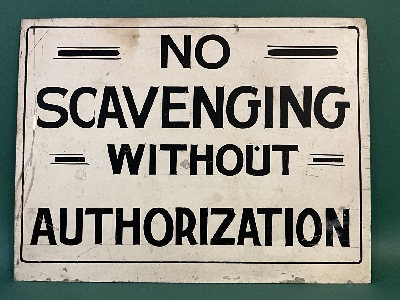 NO
SCAVENGING
WITHOUT
AUTHORIZATION